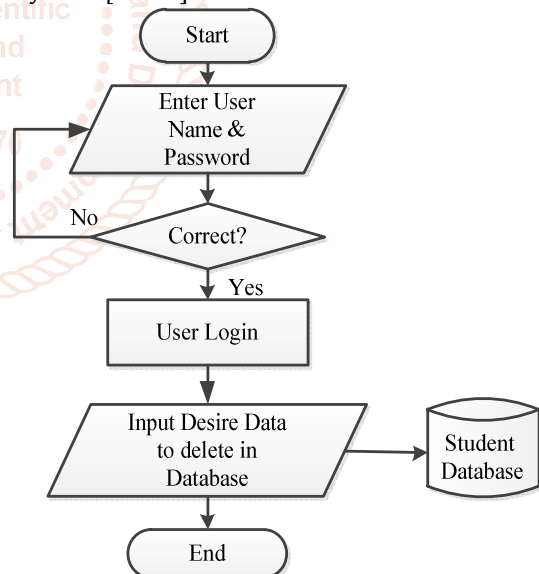 Start
Enter User
Name &
Password
No
Correct?
Yes
User Login
Input Desire Data
to delete in
Database
Student
Database
End